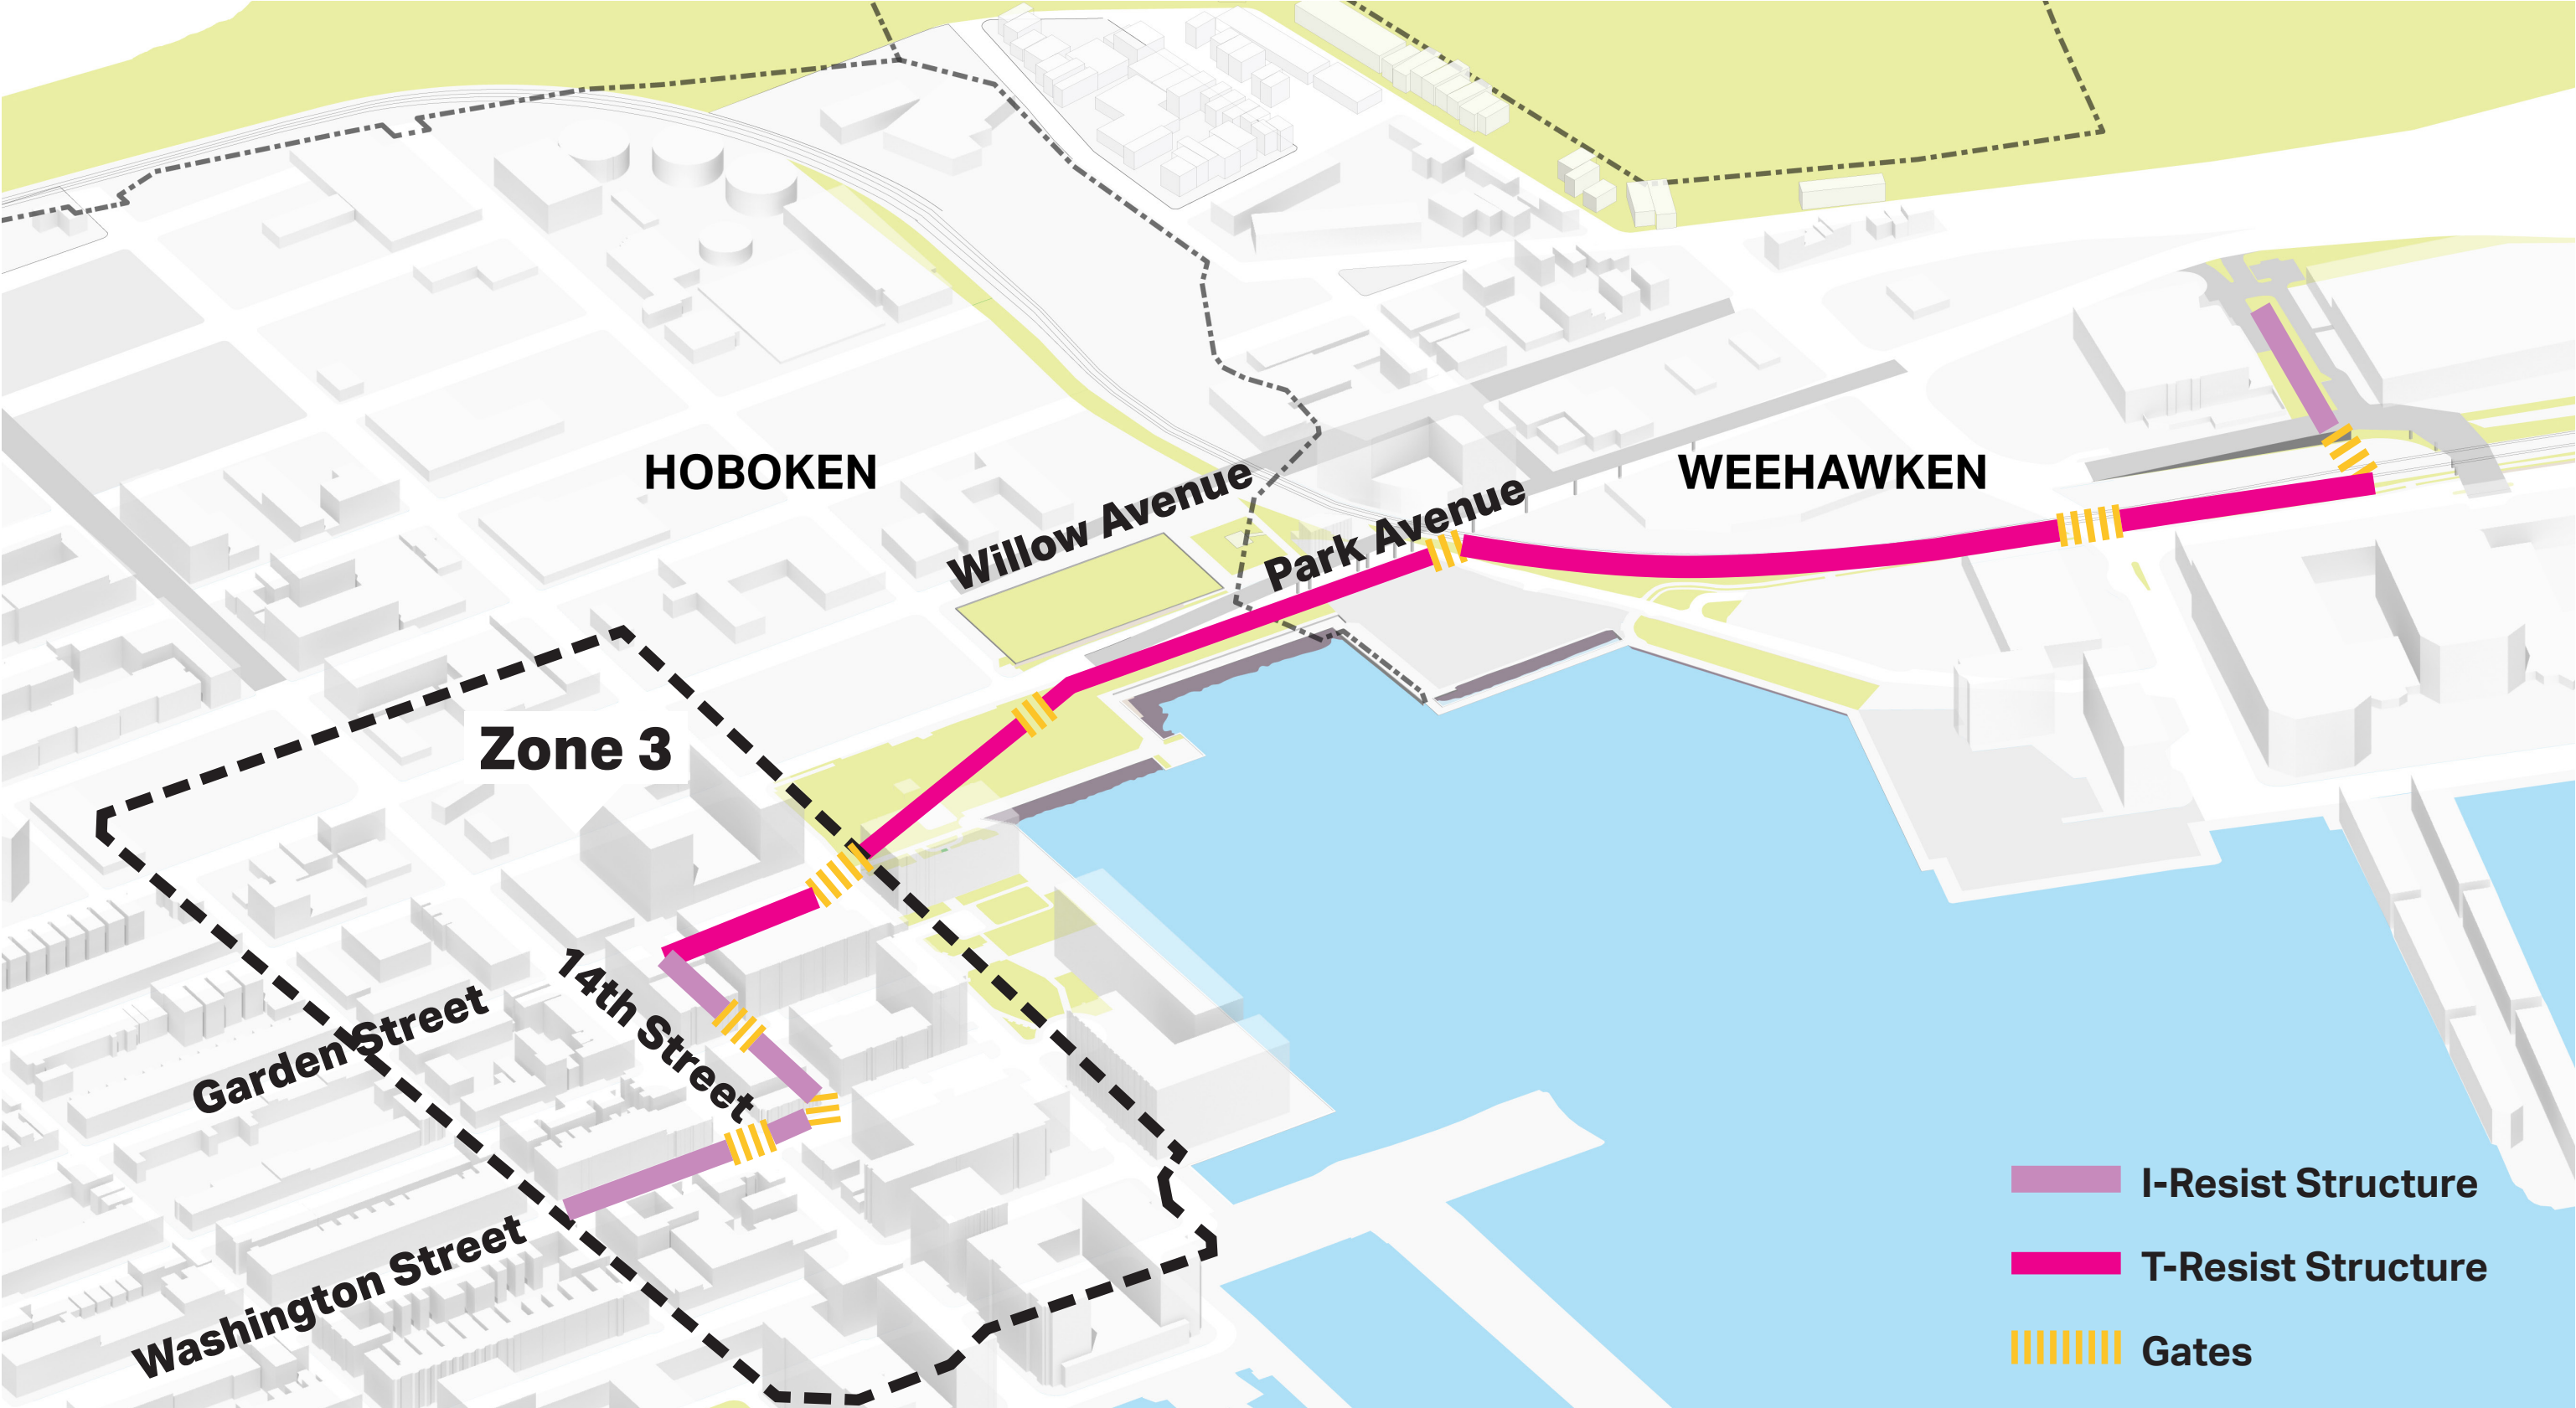 HOBOKEN
WEEHAWKEN
Willow Avenue
Park Avenue
Zone 3
14th Street
Garden Street
Washington Street
I-Resist Structure
T-Resist Structure
Gates